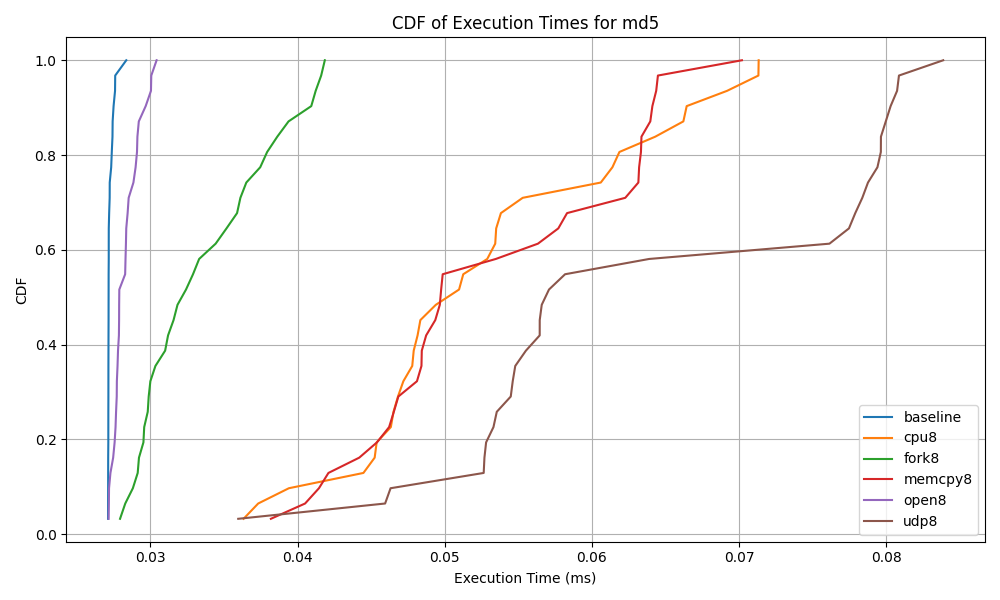 CDF of Execution Times for md5
1.0
0.8
0.6
0.4
0.2
0.0
CDF
0.03
0.04
0.05
0.06
0.07
0.08
Execution Time (ms)
baseline
cpu8
fork8
memcpy8
open8
udp8